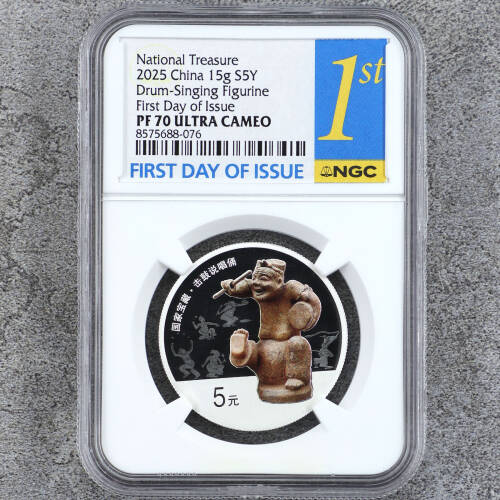 National Treasure
2025 China 15g S5Y
Drum-Singing Figurine
First Day of Issue
PF 70 ULTRA CAMEO
8575688-076
FIRST DAY OF ISSUE
1st
NGC
国家宝藏·击鼓说唱俑
5元